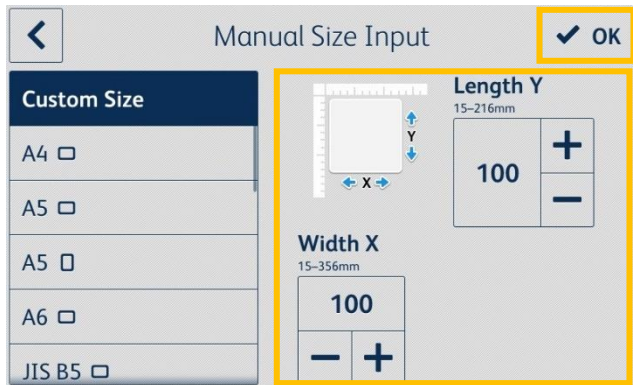 Manual Size Input
OK
Custom Size
A4
A5
A5
A6
JIS B5
Y
X
Length Y
15–216mm
100
+
−
Width X
15–356mm
100
− +